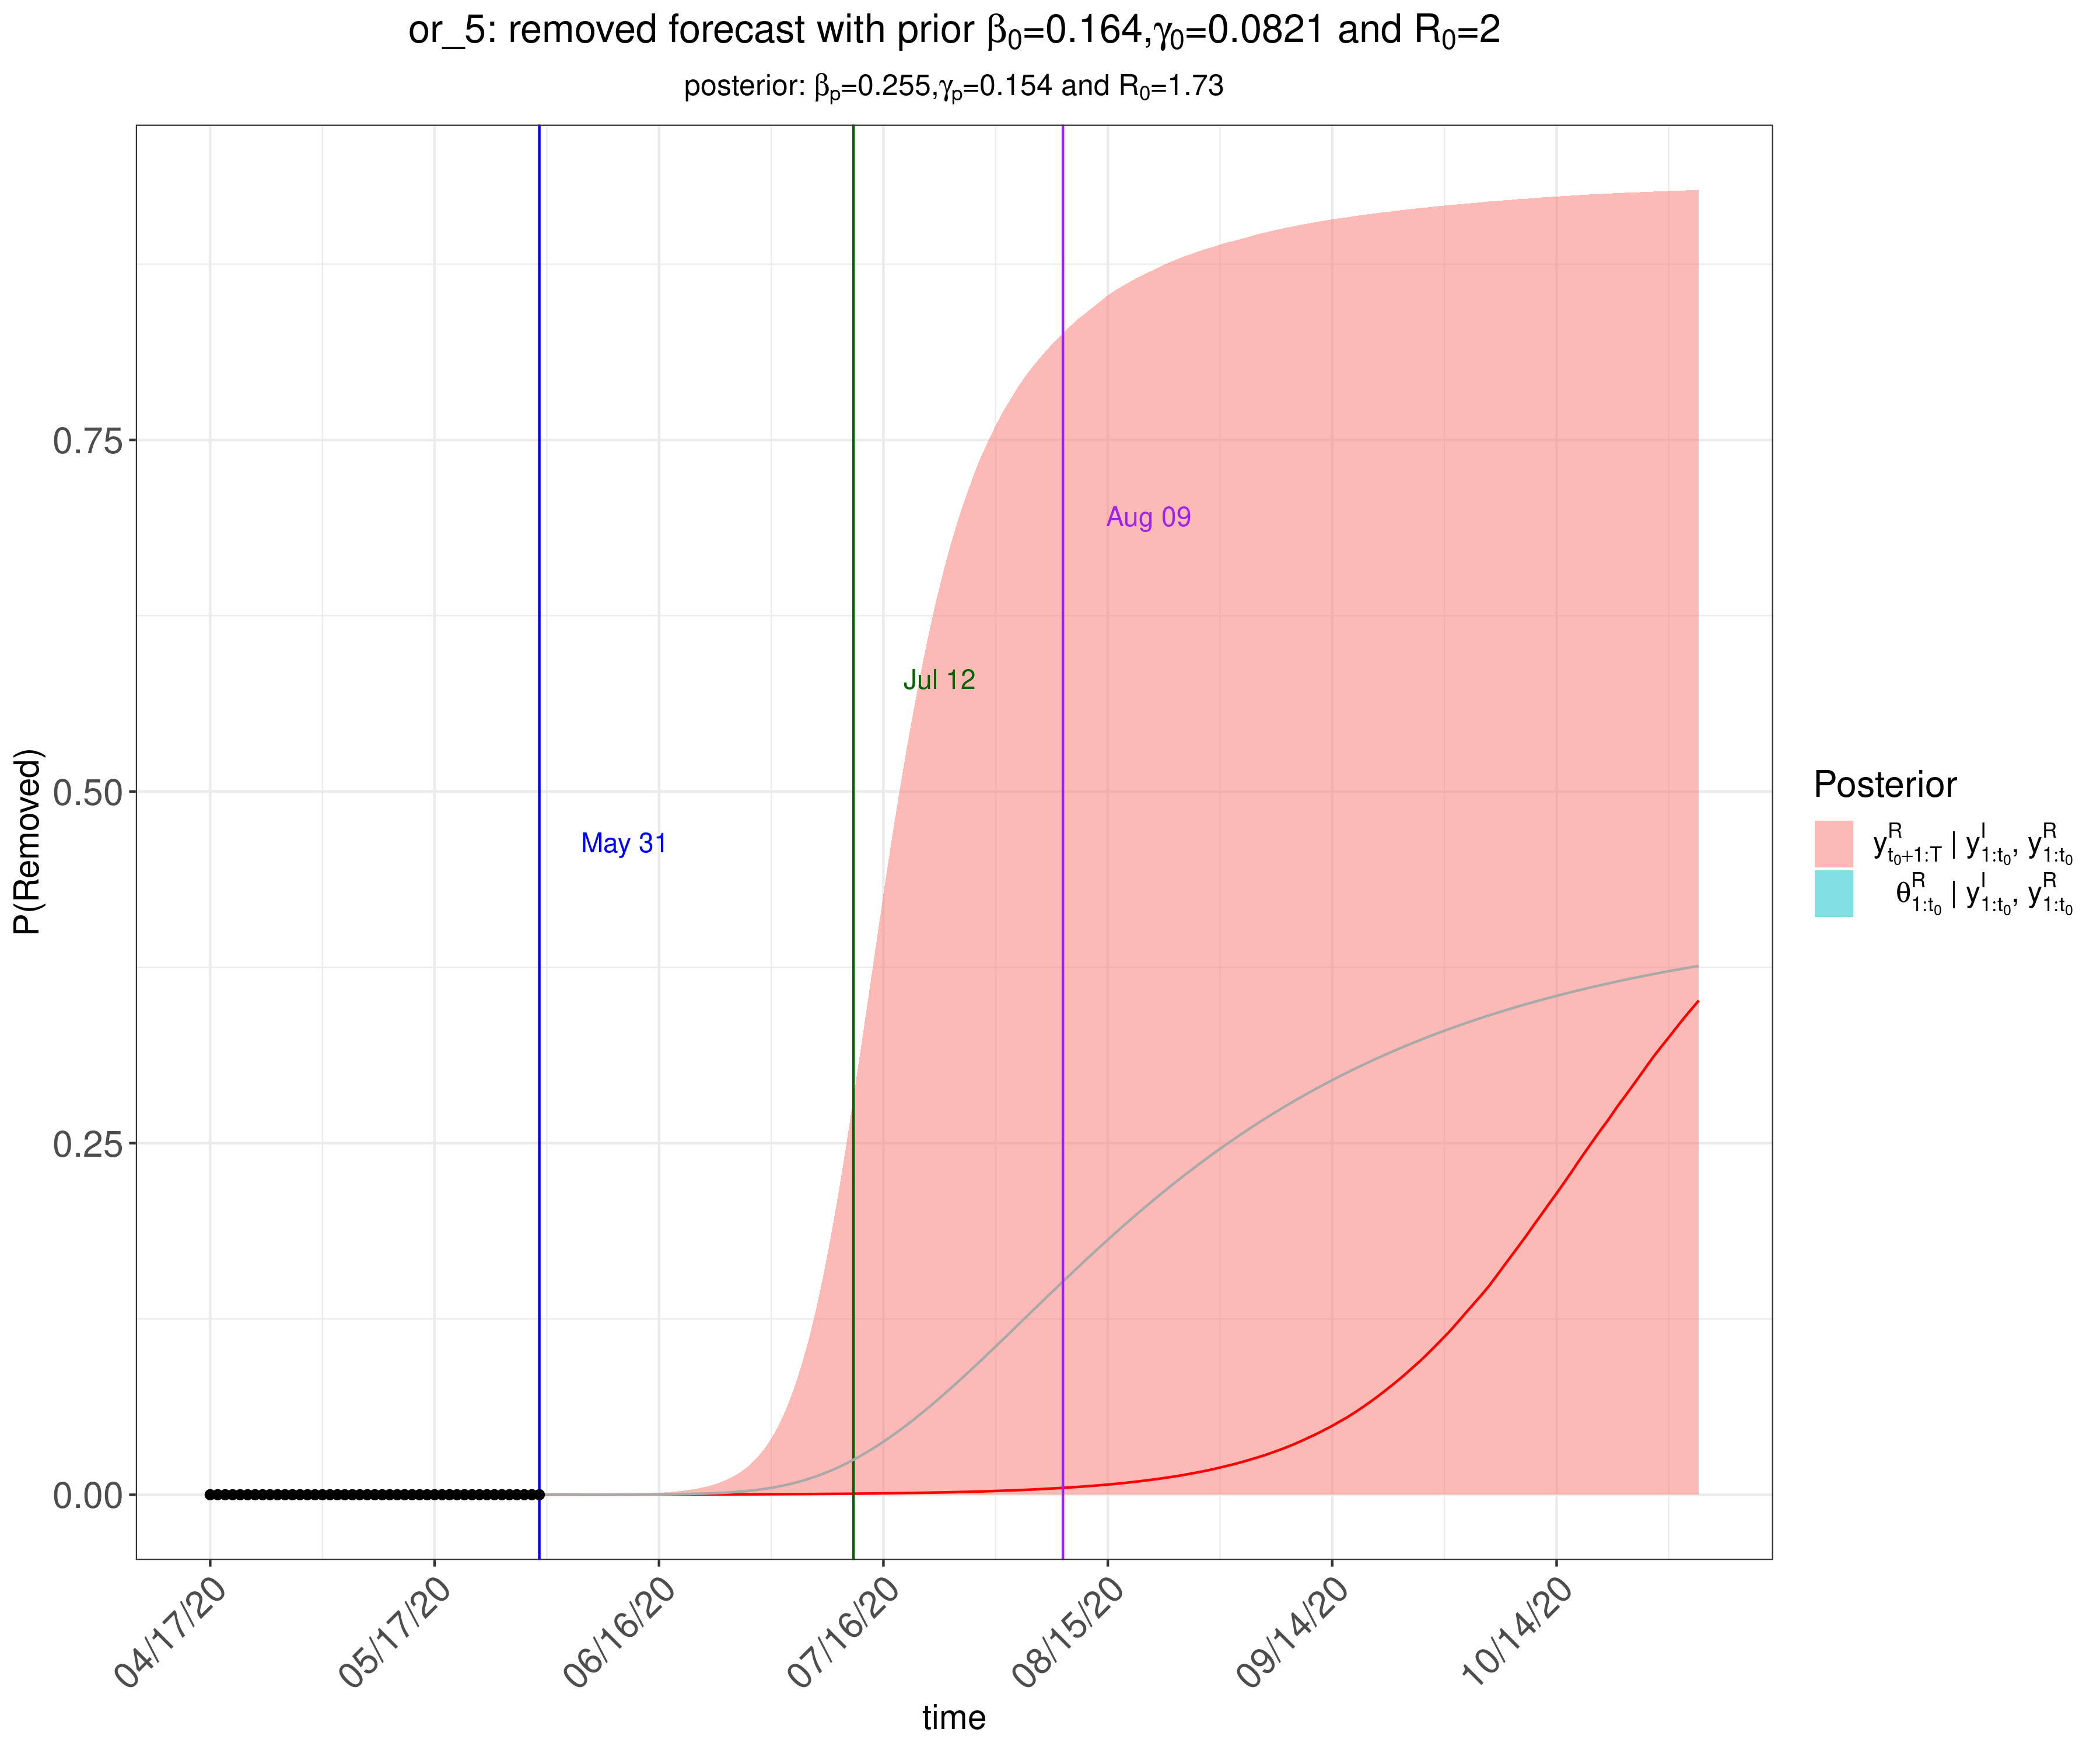 or_5: removed forecast with prior β₀=0.164,γ₀=0.0821 and R₀=2
posterior: βₚ=0.255,γₚ=0.154 and R₀=1.73
P(Removed)
0.75
0.50
0.25
0.00
Aug 09
Jul 12
May 31
04/17/20
05/17/20
06/16/20
07/16/20
08/15/20
09/14/20
10/14/20
time
Posterior
y^R_{t₀+1:T} | y^I_{1:t₀}, y^R_{1:t₀}
θ^R_{1:t₀} | y^I_{1:t₀}, y^R_{1:t₀}